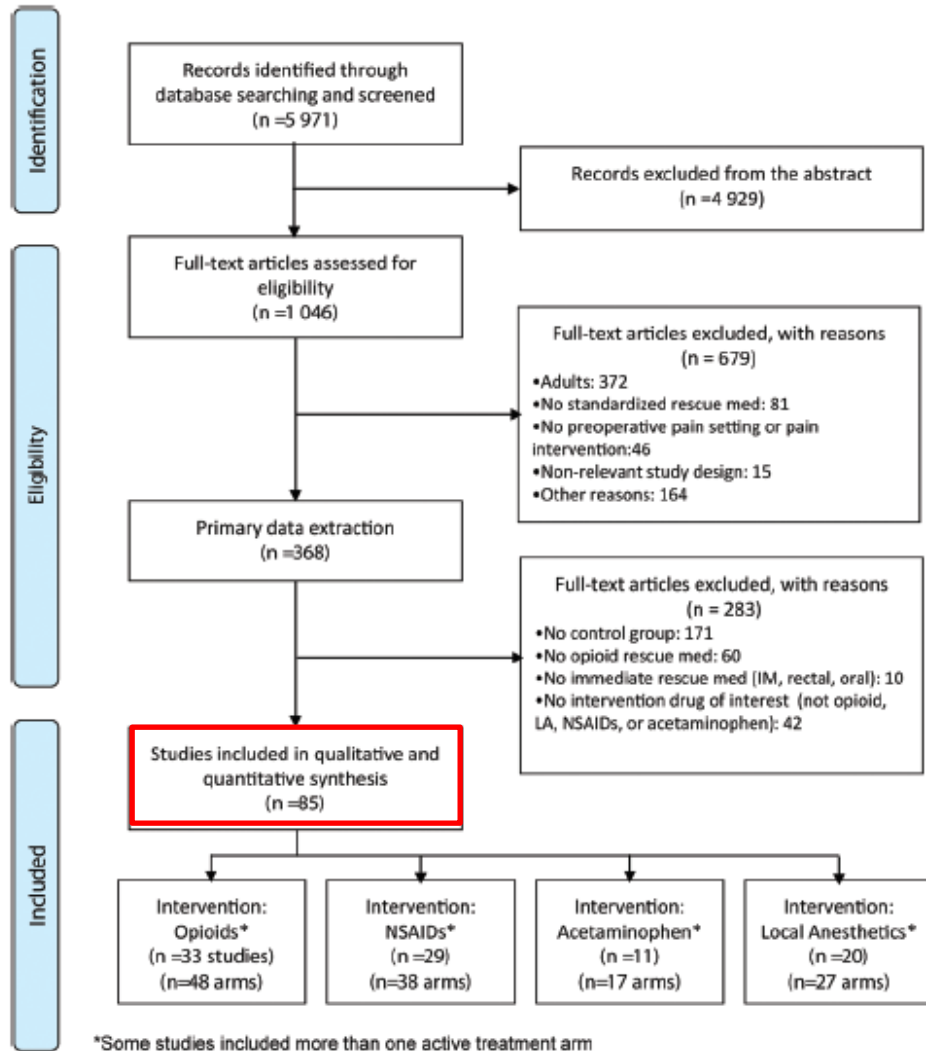 Identification
Records identified through
database searching and screened
(n =5 971)
Records excluded from the abstract
(n =4 929)
Eligibility
Full-text articles assessed for
eligibility
(n =1 046)
Full-text articles excluded, with reasons
(n = 679)
•Adults: 372
•No standardized rescue med: 81
•No preoperative pain setting or pain
intervention:46
•Non-relevant study design: 15
•Other reasons: 164
Primary data extraction
(n =368)
Full-text articles excluded, with reasons
(n = 283)
•No control group: 171
•No opioid rescue med: 60
•No immediate rescue med (IM, rectal, oral): 10
•No intervention drug of interest (not opioid,
LA, NSAIDs, or acetaminophen): 42
Included
Studies included in qualitative and
quantitative synthesis
(n =85)
Intervention:
Opioids*
(n =33 studies)
(n=48 arms)
Intervention:
NSAIDs*
(n =29)
(n=38 arms)
Intervention:
Acetaminophen*
(n =11)
(n=17 arms)
Intervention:
Local Anesthetics*
(n =20)
(n=27 arms)
*Some studies included more than one active treatment arm